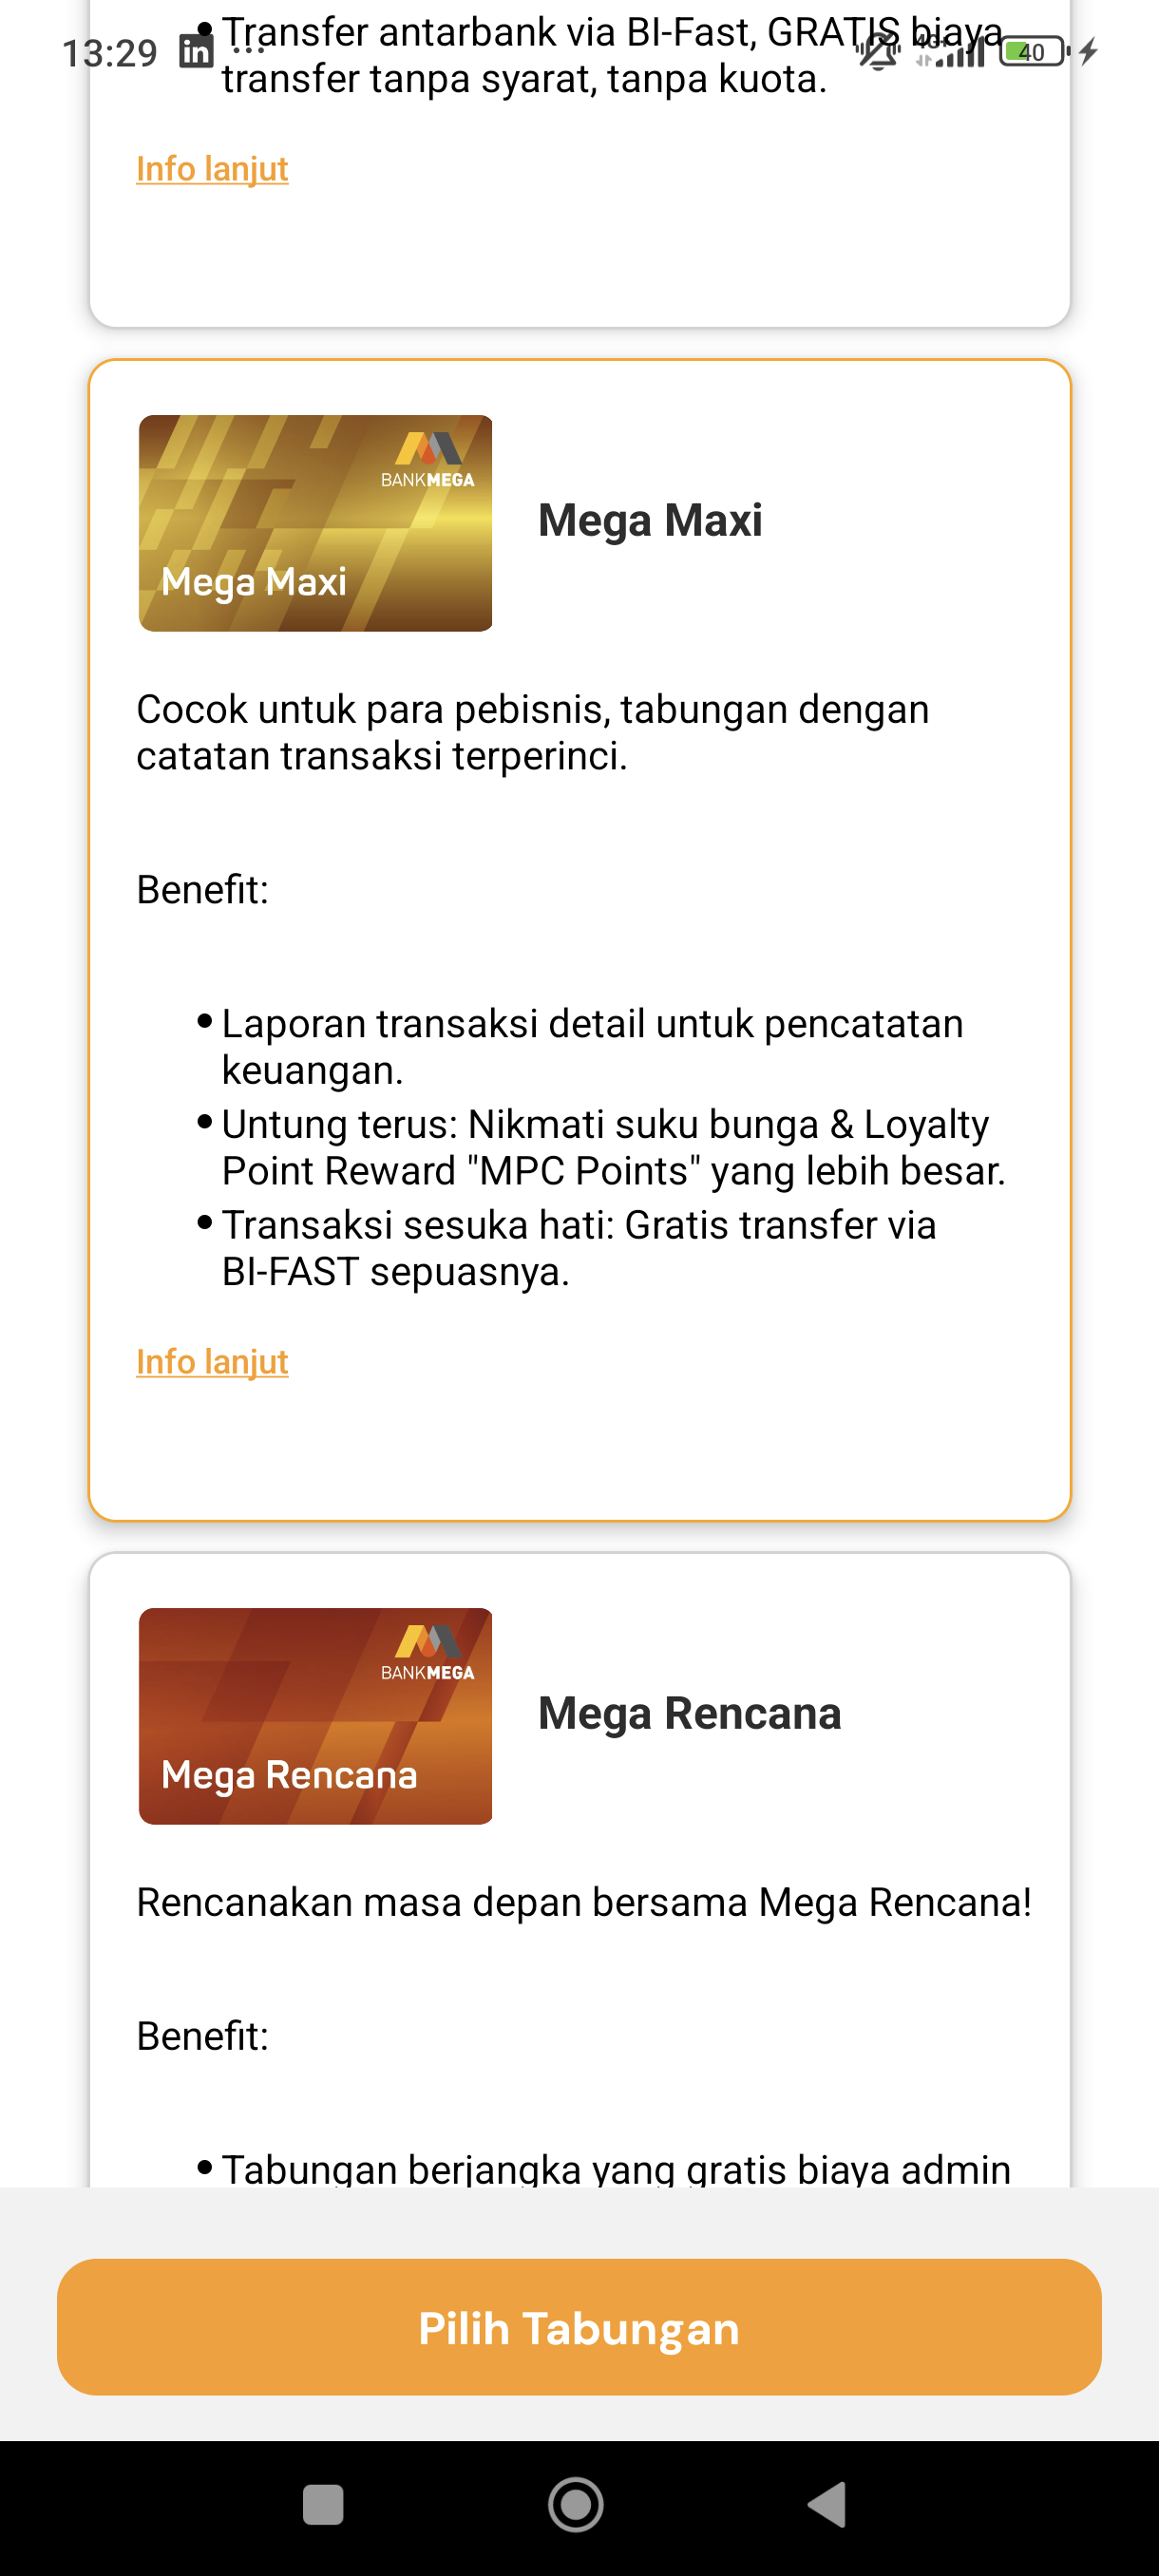 Transfer antarbank via BI-Fast, GRATIS biaya
13:29
40
transfer tanpa syarat, tanpa kuota.
Info lanjut
BANKMEGA
Mega Maxi
Mega Maxi
Cocok untuk para pebisnis, tabungan dengan
catatan transaksi terperinci.
Benefit:
Laporan transaksi detail untuk pencatatan
keuangan.
Untung terus: Nikmati suku bunga & Loyalty
Point Reward "MPC Points" yang lebih besar.
Transaksi sesuka hati: Gratis transfer via
BI-FAST sepuasnya.
Info lanjut
BANKMEGA
Mega Rencana
Mega Rencana
Rencanakan masa depan bersama Mega Rencana!
Benefit:
Tabungan berjangka yang gratis biaya admin
Pilih Tabungan